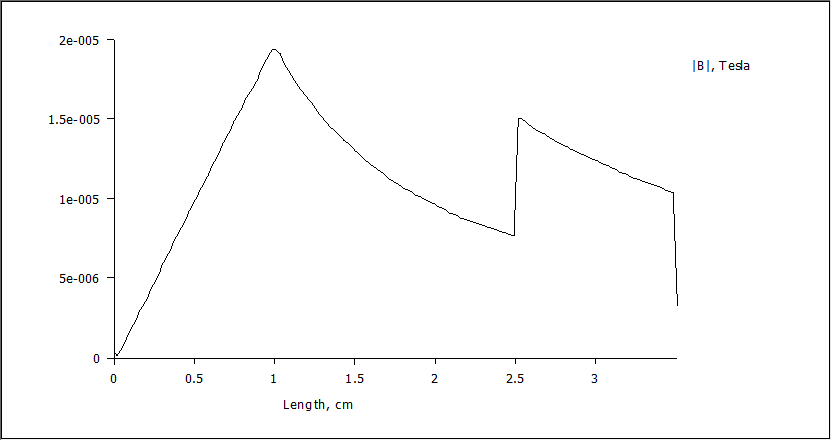 2e-005
|B|, Tesla
1.5e-005
1e-005
5e-006
0
0 0.5 1 1.5 2 2.5 3
Length, cm